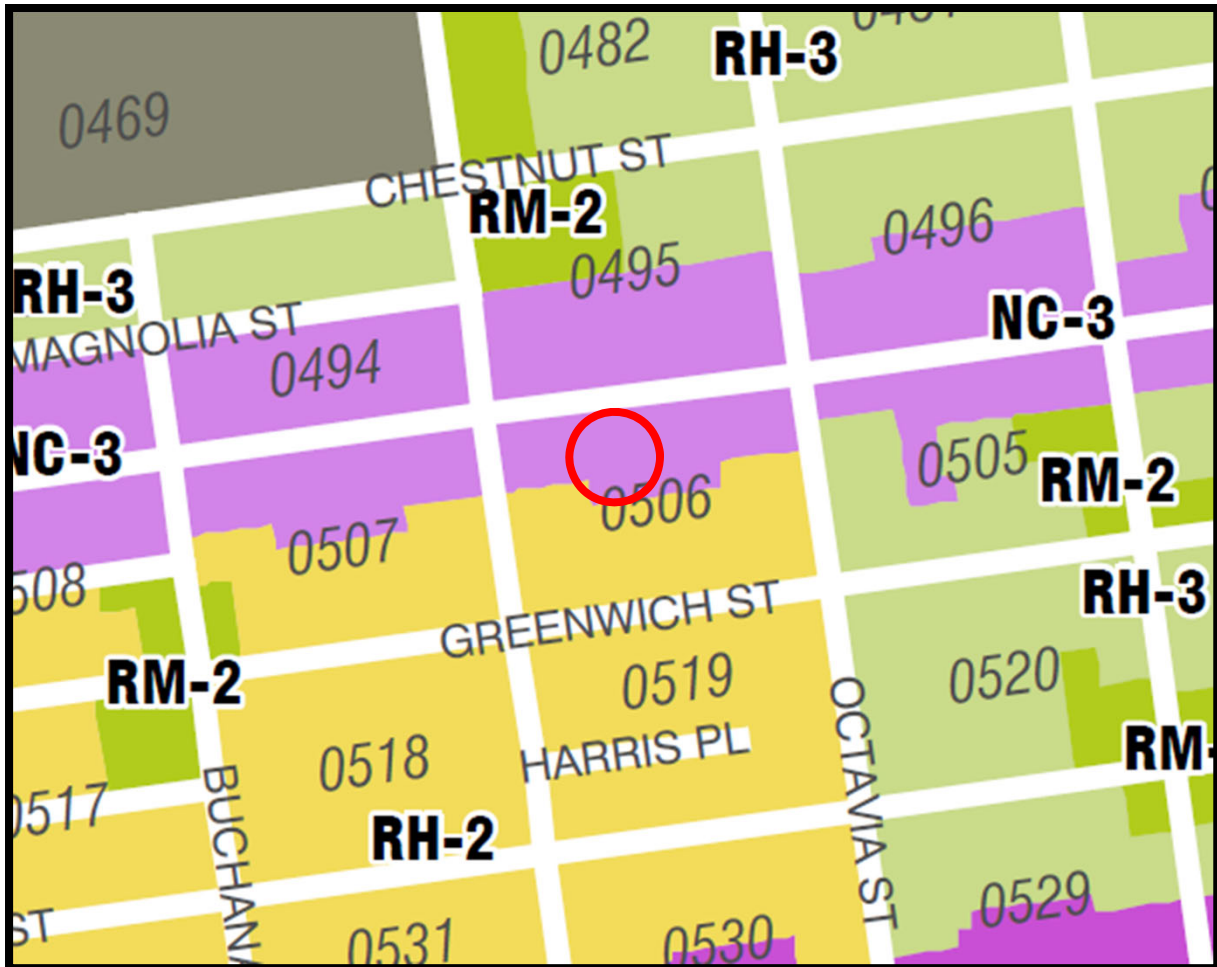 0482
RH-3
0469
CHESTNUT ST
RM-2
0495
0496
RH-3
MAGNOLIA ST
0494
NC-3
NC-3
0505
RM-2
0506
0507
508
GREENWICH ST
RH-3
RM-2
0519
0520
OCTAVIA ST
HARRIS PL
RM-
0518
0517
BUCHANA
RH-2
0529
ST
0531
0530